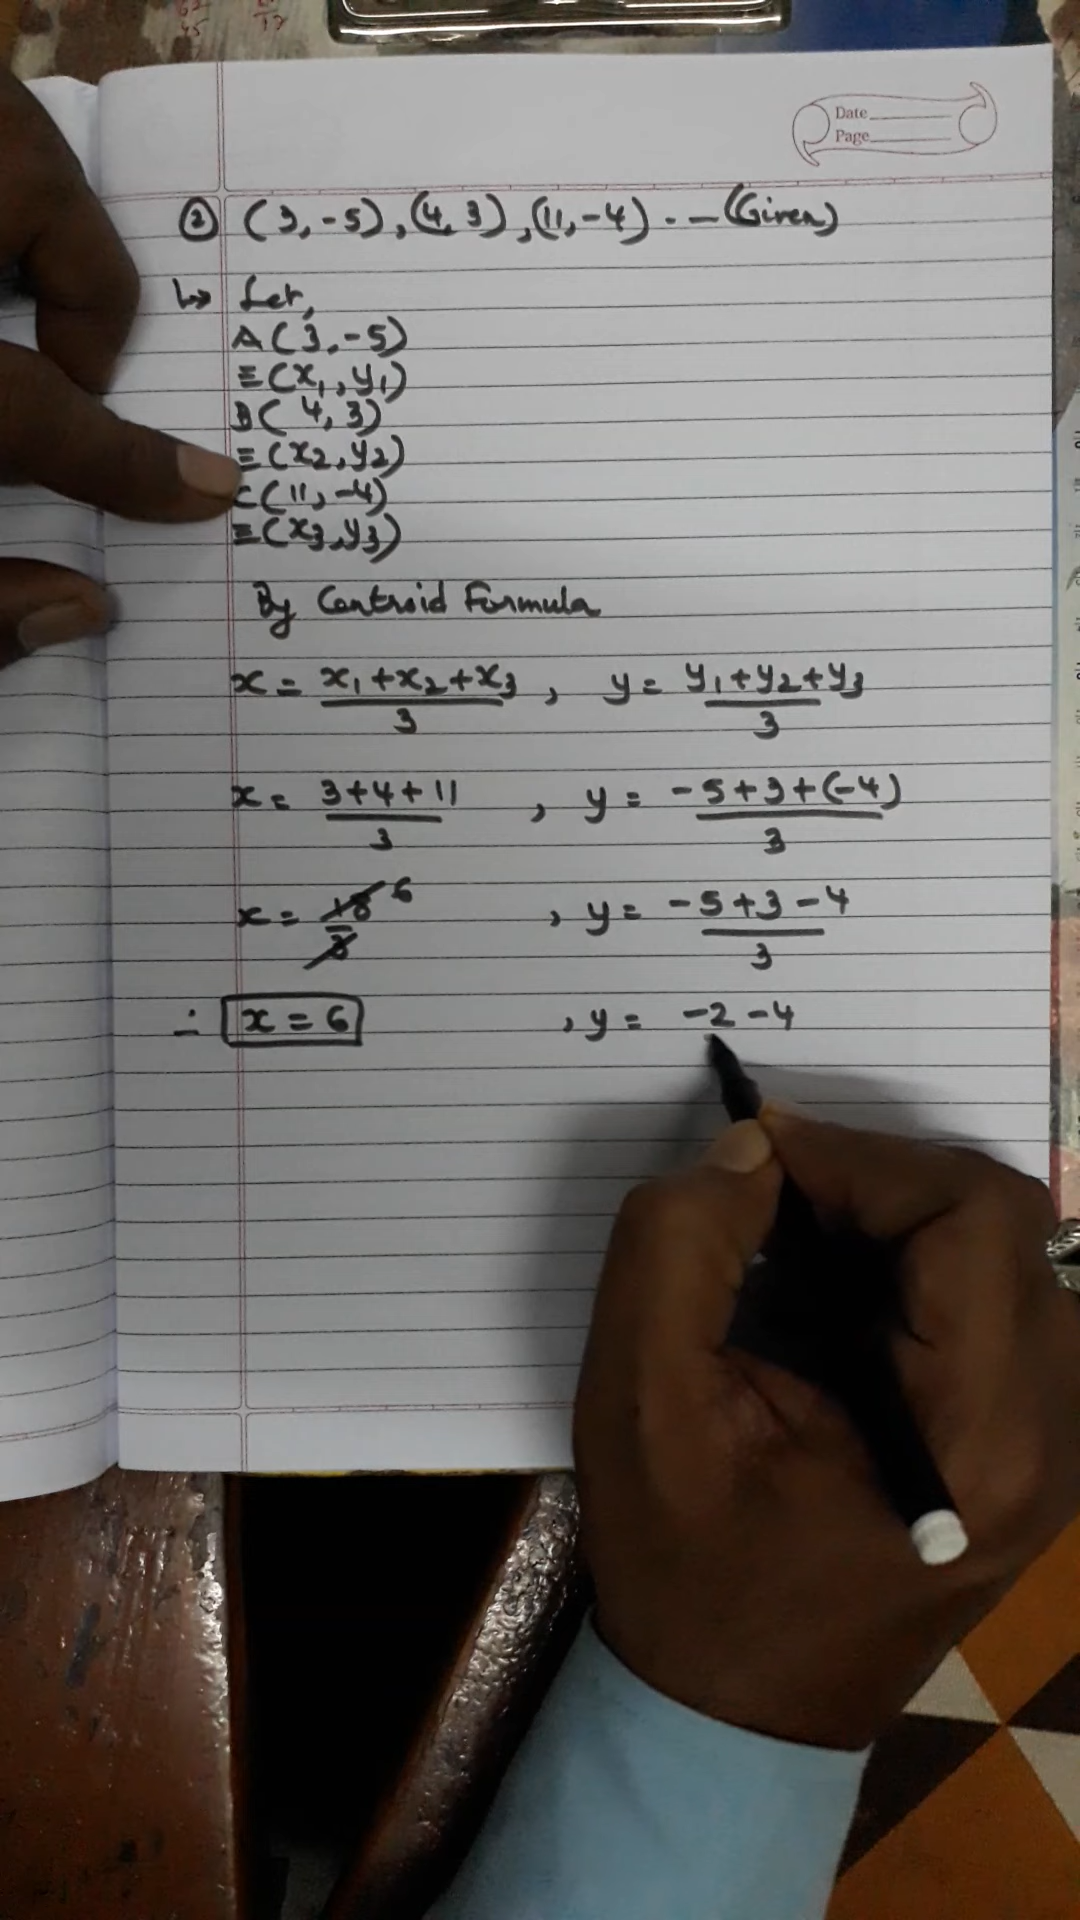 Date
Page
② (3, -5), (4, 3), (11, -4). — (Given)
↳ Let,
A(3, -5)
≡(x₁, y₁)
B(4, 3)
≡(x₂, y₂)
C(11, -4)
≡(x₃, y₃)
By Centroid Formula
x = x₁+x₂+x₃/3 , y = y₁+y₂+y₃/3
x = 3+4+11/3 , y = -5+3+(-4)/3
x = 18/3 6 , y = -5+3-4/3
∴ x = 6 , y = -2-4